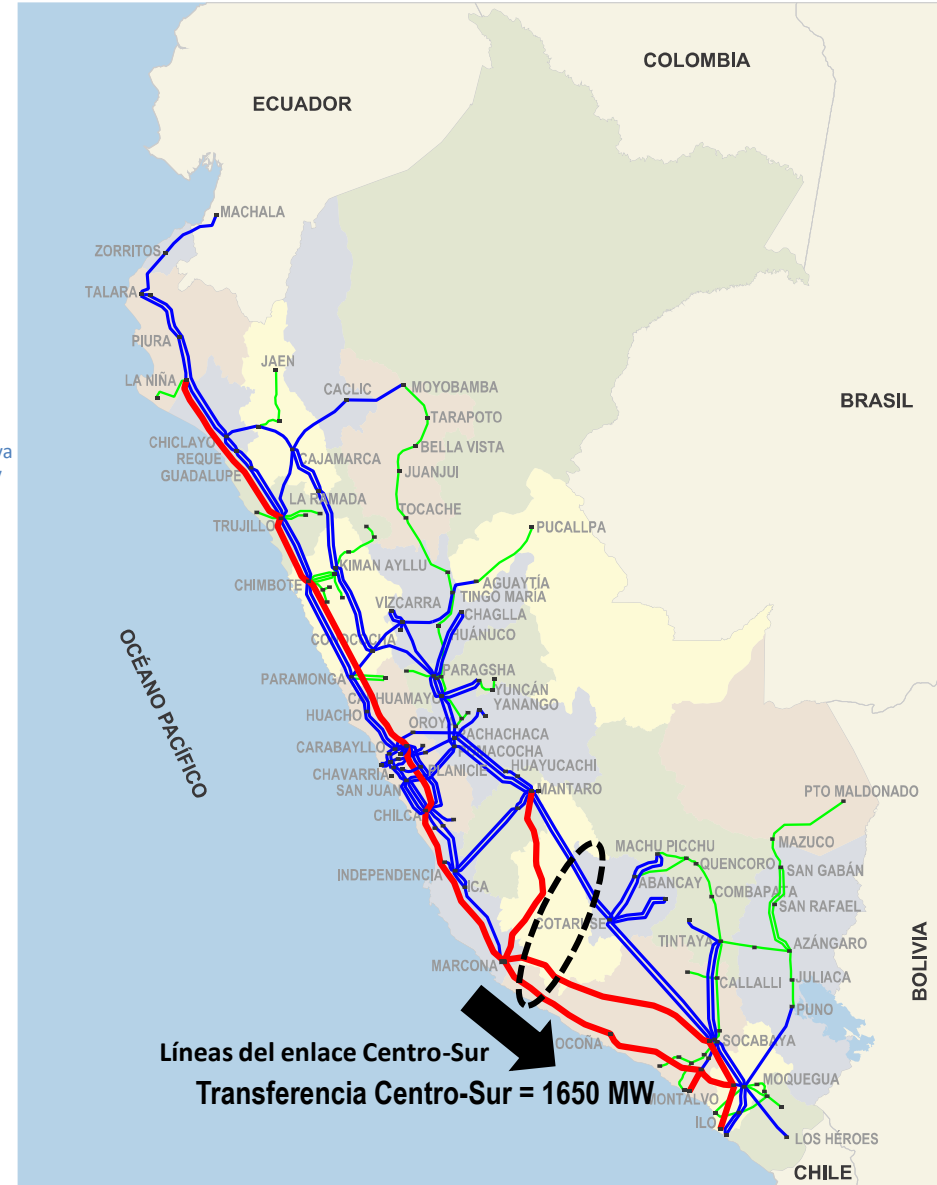 COLOMBIA
ECUADOR
MACHALA
ZORRITOS
TALARA
PIURA
JAEN
LA NIÑA
CACLIC
MOYOBAMBA
BRASIL
TARAPOTO
CHICLAYO
BELLA VISTA
REQUE
CAJAMARCA
GUADALUPE
JUANJUI
LA RAMADA
TOCACHE
TRUJILLO
PUCALLPA
KIMAN AYLLU
CHIMBOTE
AGUAYTÍA
TINGO MARÍA
VIZCARRA
CHAGLLA
HUÁNUCO
OCÉANO PACÍFICO
PARAGSHA
PARAMONGA
YUNCÁN
YANANGO
HUACHO
OROY
CARABAYLLO
HUAYUCACHI
CHAVARRIA
PLANICIE
SAN JUAN
MANTARO
PTO MALDONADO
CHILCA
MAZUCO
MACHU PICCHU
QUENCORO
INDEPENDENCIA
SAN GABÁN
ICA
ABANCAY
COMBAPATA
SAN RAFAEL
COTARUSE
TINTAYA
AZÁNGARO
MARCONA
CALLALLI
JULIACA
BOLIVIA
PUNO
OCOÑA
SOCABAYA
Líneas del enlace Centro-Sur
MOQUEGUA
Transferencia Centro-Sur = 1650 MW
MONTALVO
ILO
LOS HÉROES
CHILE